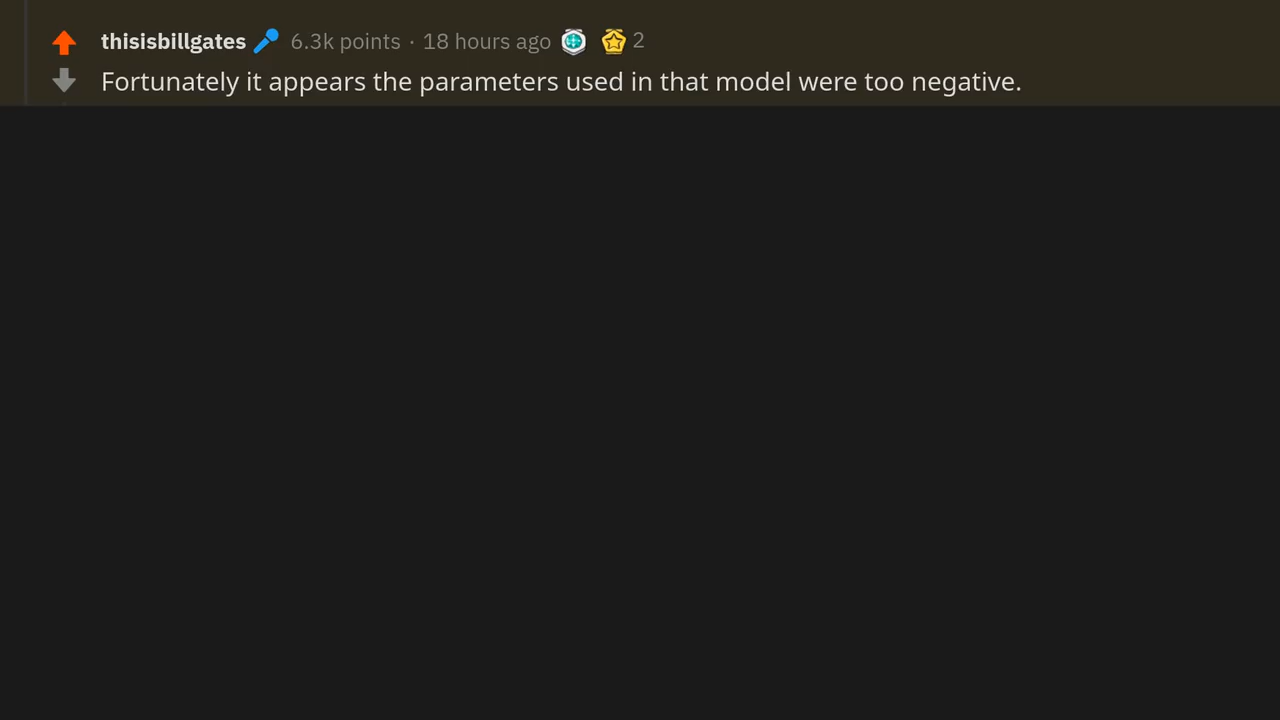 thisisbillgates 6.3k points · 18 hours ago 2
Fortunately it appears the parameters used in that model were too negative.